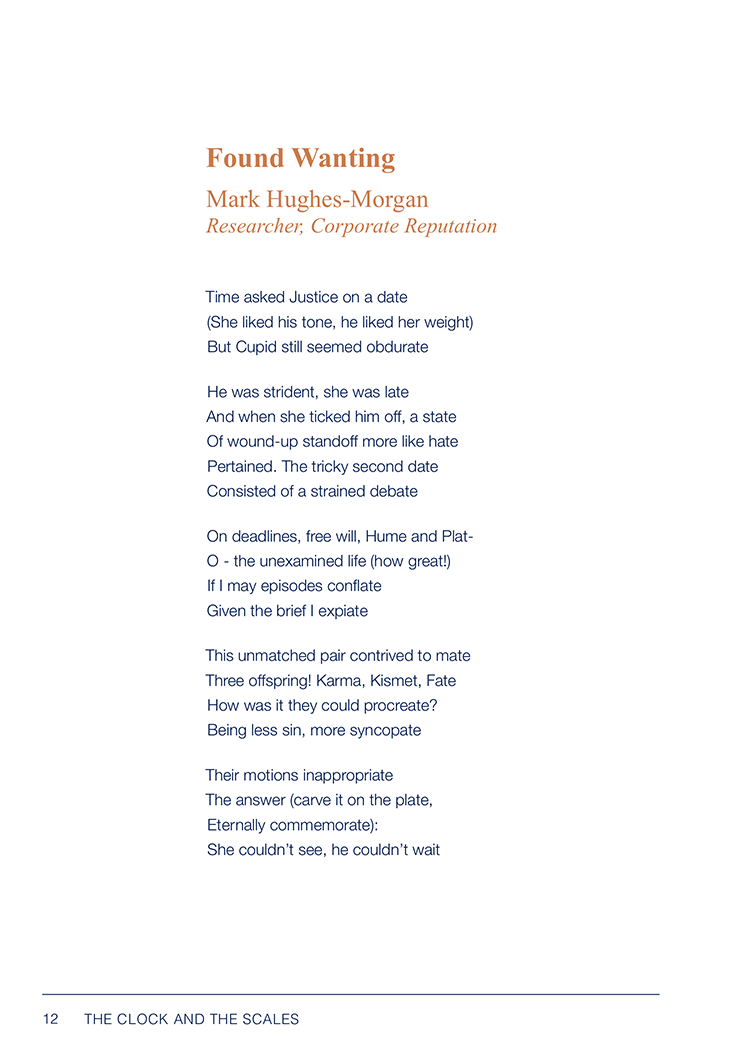 Found Wanting
Mark Hughes-Morgan
Researcher, Corporate Reputation
Time asked Justice on a date
(She liked his tone, he liked her weight)
But Cupid still seemed obdurate
He was strident, she was late
And when she ticked him off, a state
Of wound-up standoff more like hate
Pertained. The tricky second date
Consisted of a strained debate
On deadlines, free will, Hume and Plat-
O - the unexamined life (how great!)
If I may episodes conflate
Given the brief I expiate
This unmatched pair contrived to mate
Three offspring! Karma, Kismet, Fate
How was it they could procreate?
Being less sin, more syncopate
Their motions inappropriate
The answer (carve it on the plate,
Eternally commemorate):
She couldn’t see, he couldn’t wait
12 THE CLOCK AND THE SCALES